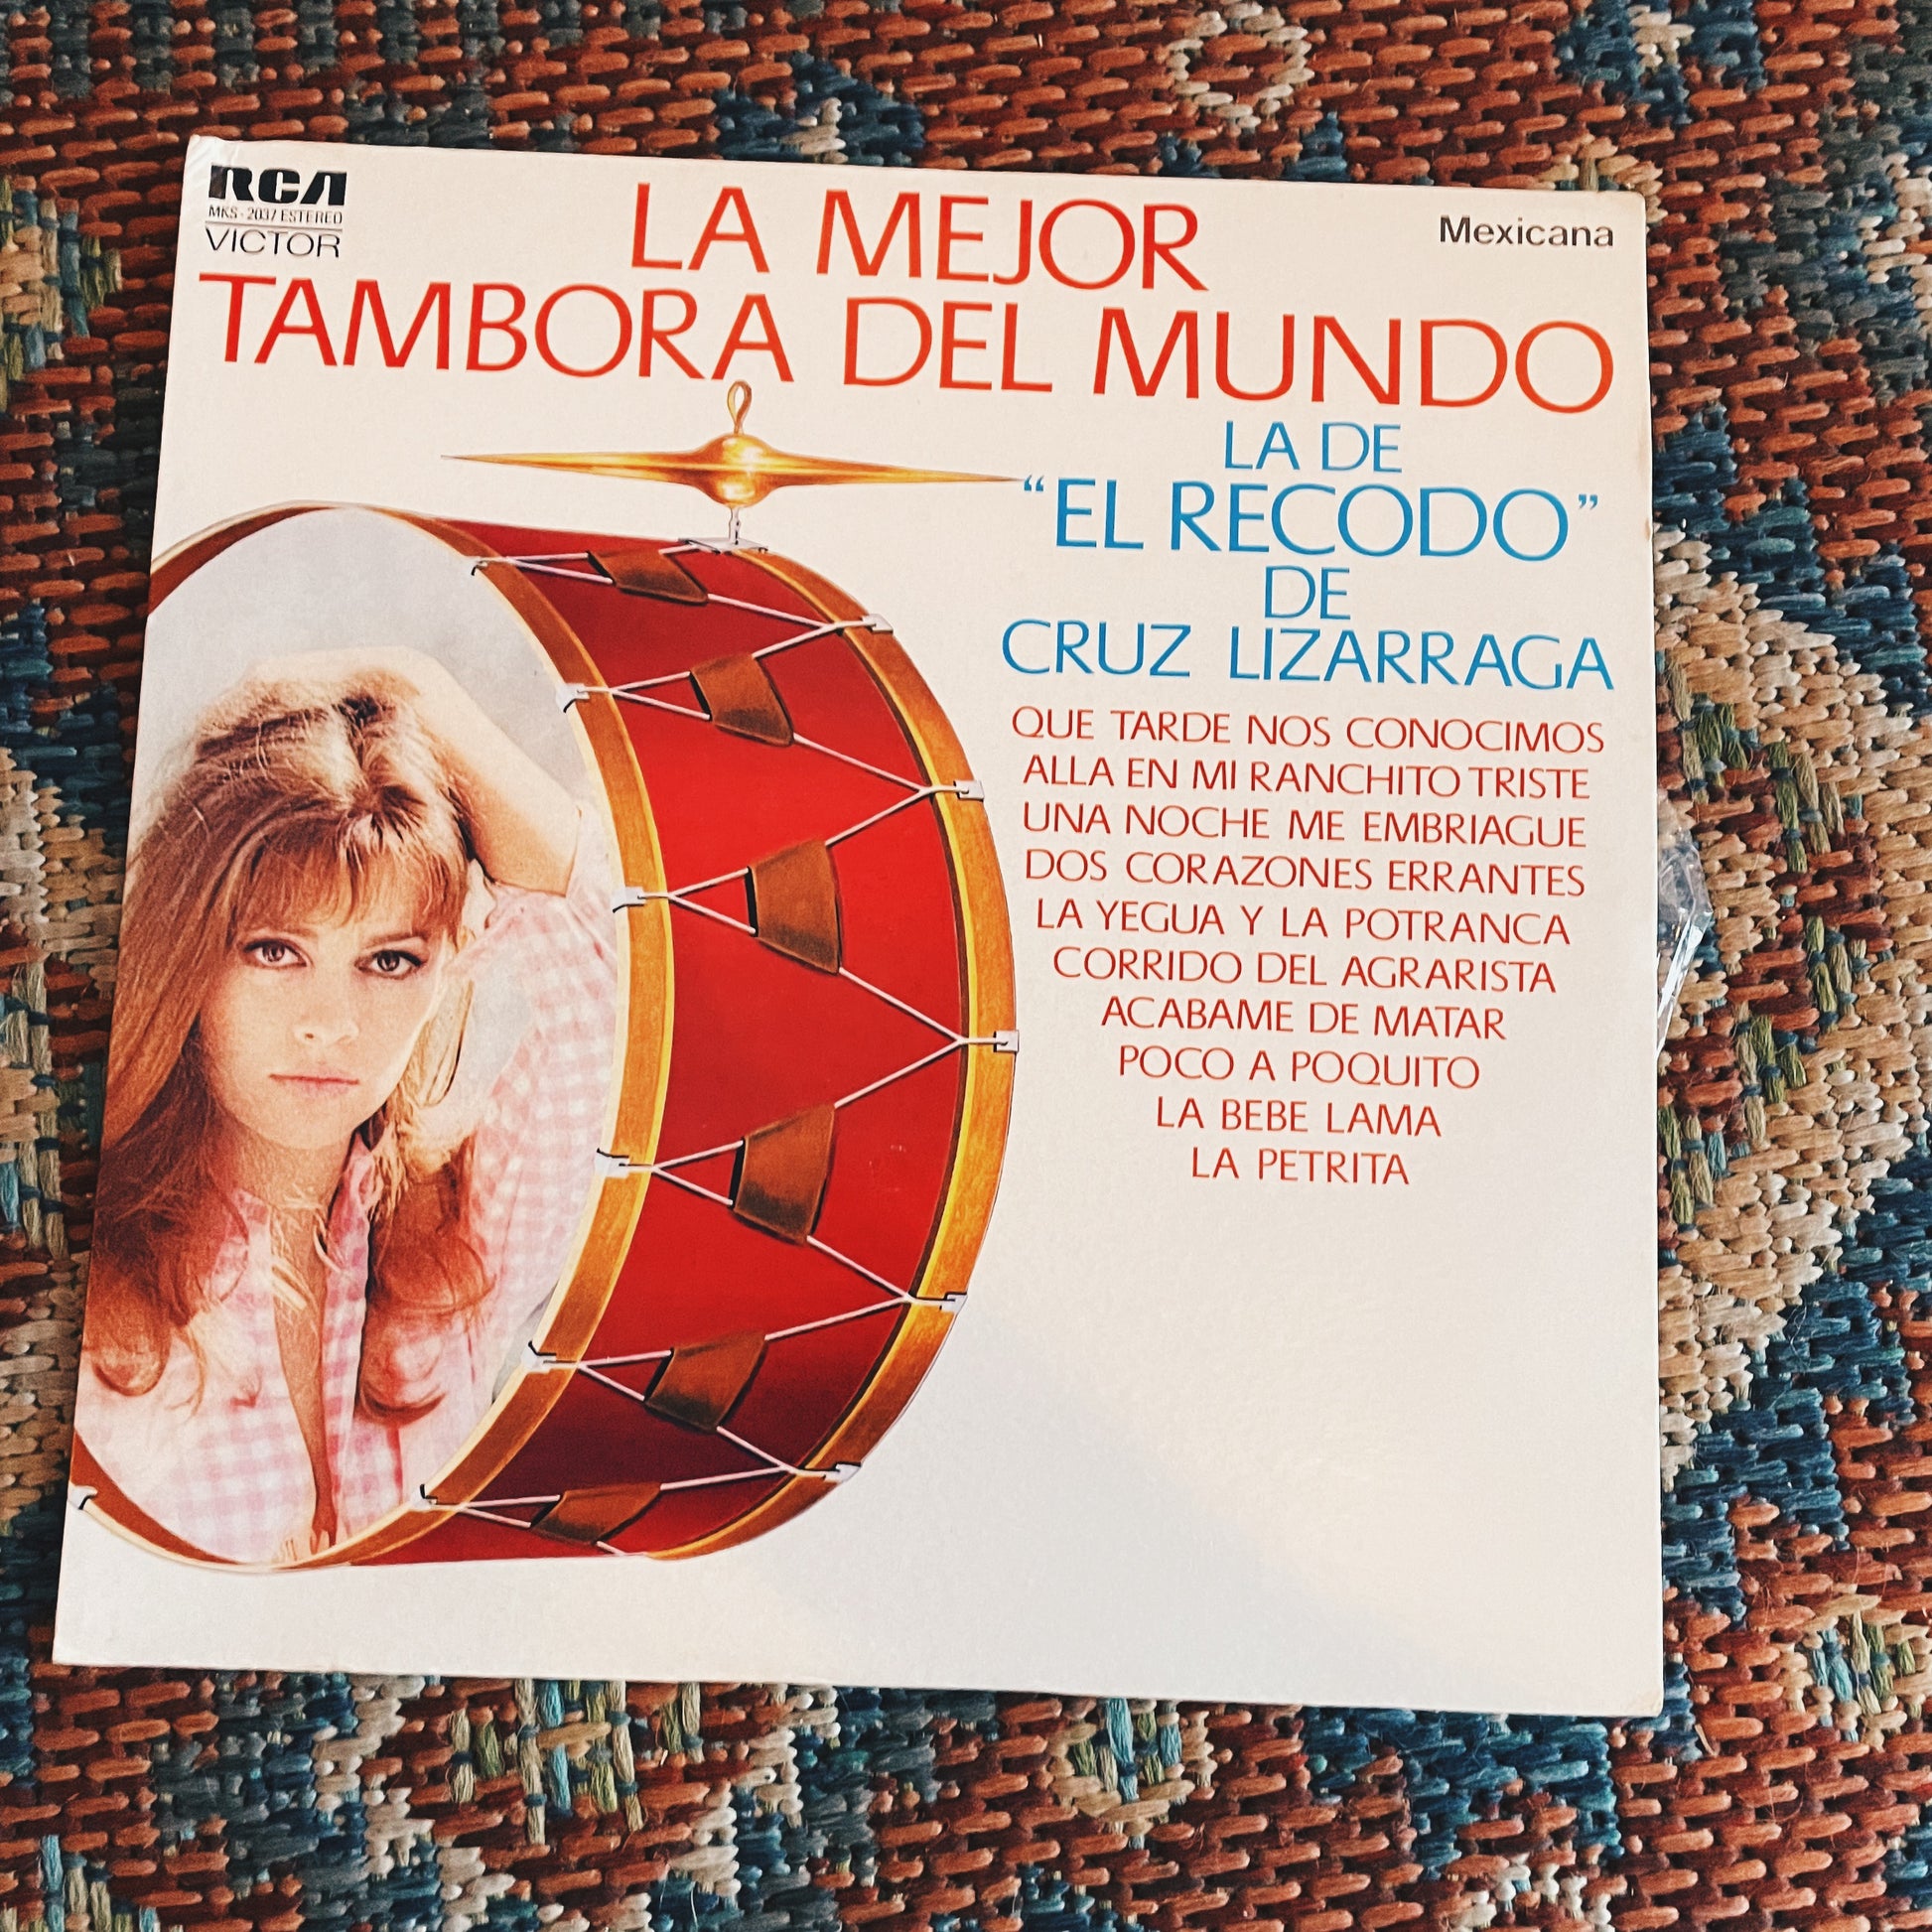 RCA
MKS-2037 ESTEREO
VICTOR
Mexicana
LA MEJOR
TAMBORA DEL MUNDO
LA DE
“EL RECODO”
DE
CRUZ LIZARRAGA
QUE TARDE NOS CONOCIMOS
ALLA EN MI RANCHITO TRISTE
UNA NOCHE ME EMBRIAGUE
DOS CORAZONES ERRANTES
LA YEGUA Y LA POTRANCA
CORRIDO DEL AGRARISTA
ACABAME DE MATAR
POCO A POQUITO
LA BEBE LAMA
LA PETRITA